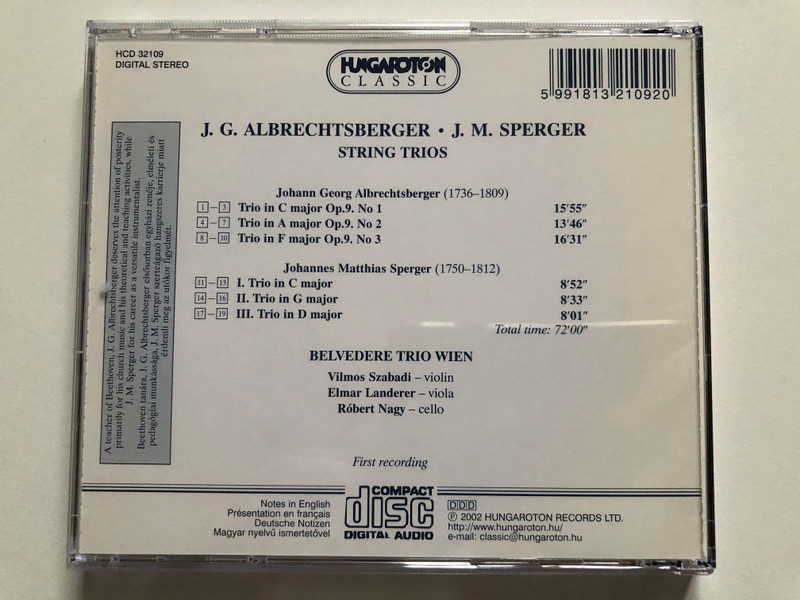 HCD 32109
DIGITAL STEREO
HUNGAROTON
CLASSIC
5 991813 210920
J. G. ALBRECHTSBERGER • J. M. SPERGER
STRING TRIOS
Johann Georg Albrechtsberger (1736–1809)
1 – 3 Trio in C major Op.9. No 1 15'55"
4 – 7 Trio in A major Op.9. No 2 13'46"
8 – 10 Trio in F major Op.9. No 3 16'31"
Johannes Matthias Sperger (1750–1812)
11 – 13 I. Trio in C major 8'52"
14 – 16 II. Trio in G major 8'33"
17 – 19 III. Trio in D major 8'01"
Total time: 72'00"
BELVEDERE TRIO WIEN
Vilmos Szabadi – violin
Elmar Landerer – viola
Róbert Nagy – cello
First recording
A teacher of Beethoven, J. G. Albrechtsberger deserves the attention of posterity
primarily for his church music and his theoretical and teaching activities, while
J. M. Sperger for his career as a versatile instrumentalist.
Beethoven tanára, J. G. Albrechtsberger elsősorban egyházi zenéje, elméleti és
pedagógiai munkássága, J. M. Sperger szerteágazó hangszeres karrierje miatt
érdemli meg az utókor figyelmét.
Notes in English
Présentation en français
Deutsche Notizen
Magyar nyelvű ismertetővel
COMPACT
disc
DIGITAL AUDIO
DDD
℗ 2002 HUNGAROTON RECORDS LTD.
http://www.hungaroton.hu/
e-mail: classic@hungaroton.hu